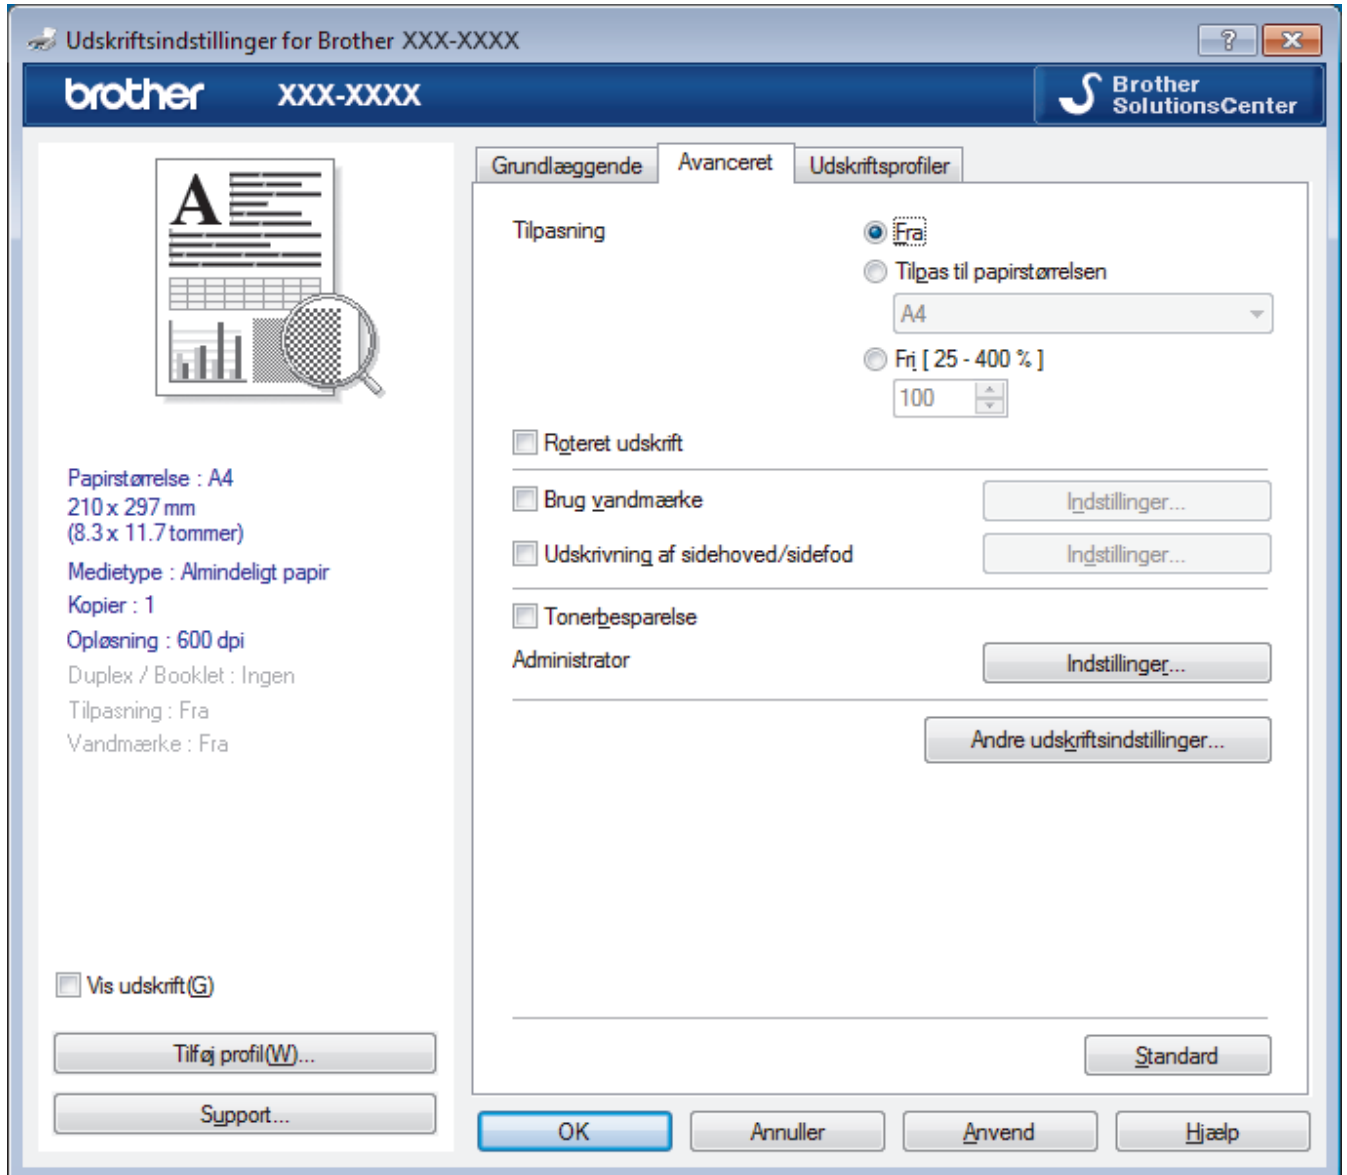 Udskriftsindstillinger for Brother XXX-XXXX
brother XXX-XXXX
Brother
SolutionsCenter
A
Papirstørrelse : A4
210 x 297 mm
(8.3 x 11.7 tommer)
Medietype : Almindeligt papir
Kopier : 1
Opløsning : 600 dpi
Duplex / Booklet : Ingen
Tilpasning : Fra
Vandmærke : Fra
Vis udskrift(G)
Tilføj profil(W)...
Support...
Grundlæggende Avanceret Udskriftsprofiler
Tilpasning
Fra
Tilpas til papirstørrelsen
A4
Fri [ 25 - 400 % ]
100
Roteret udskrift
Brug vandmærke Indstillinger...
Udskrivning af sidehoved/sidefod Indstillinger...
Tonerbesparelse
Administrator Indstillinger...
Andre udskriftsindstillinger...
Standard
OK Annuller Anvend Hjælp